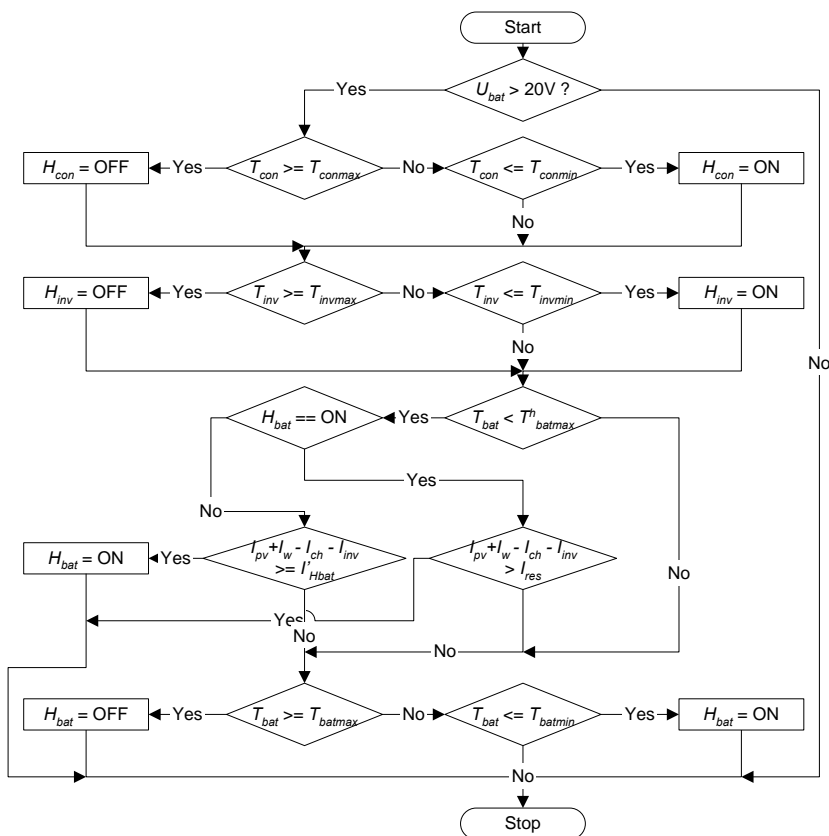 Start
U_bat > 20V ?
Yes
H_con = OFF
Yes
T_con >= T_conmax
No
T_con <= T_conmin
Yes
H_con = ON
No
H_inv = OFF
Yes
T_inv >= T_invmax
No
T_inv <= T_invmin
Yes
H_inv = ON
No
No
H_bat == ON
Yes
T_bat < T^h_batmax
Yes
No
H_bat = ON
Yes
I_pv+I_w - I_ch - I_inv
>= I'_Hbat
I_pv+I_w - I_ch - I_inv
> I_res
No
Yes
No
No
H_bat = OFF
Yes
T_bat >= T_batmax
No
T_bat <= T_batmin
Yes
H_bat = ON
No
Stop